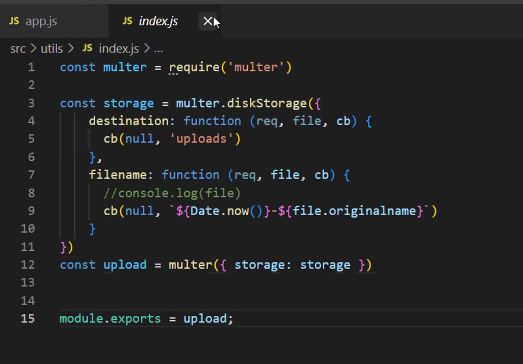 JS app.js JS index.js
src > utils > JS index.js > ...
1 const multer = require('multer')
2
3 const storage = multer.diskStorage({
4 destination: function (req, file, cb) {
5 cb(null, 'uploads')
6 },
7 filename: function (req, file, cb) {
8 //console.log(file)
9 cb(null, `${Date.now()}-${file.originalname}`)
10 }
11 })
12 const upload = multer({ storage: storage })
13
14
15 module.exports = upload;